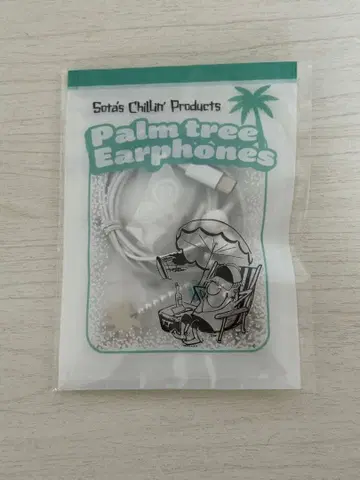 Sota's Chillin' Products
Palm tree
Earphones